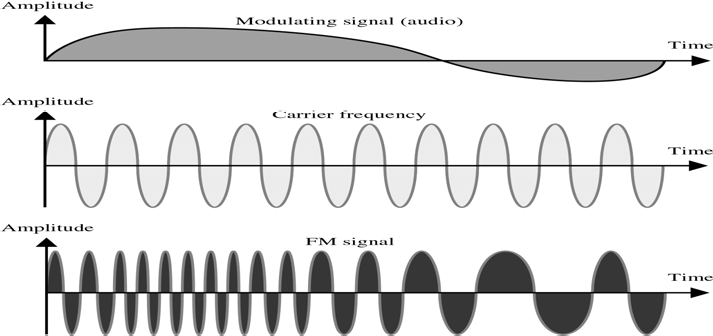 Amplitude
Modulating signal (audio)
Time
Amplitude
Carrier frequency
Time
Amplitude
FM signal
Time